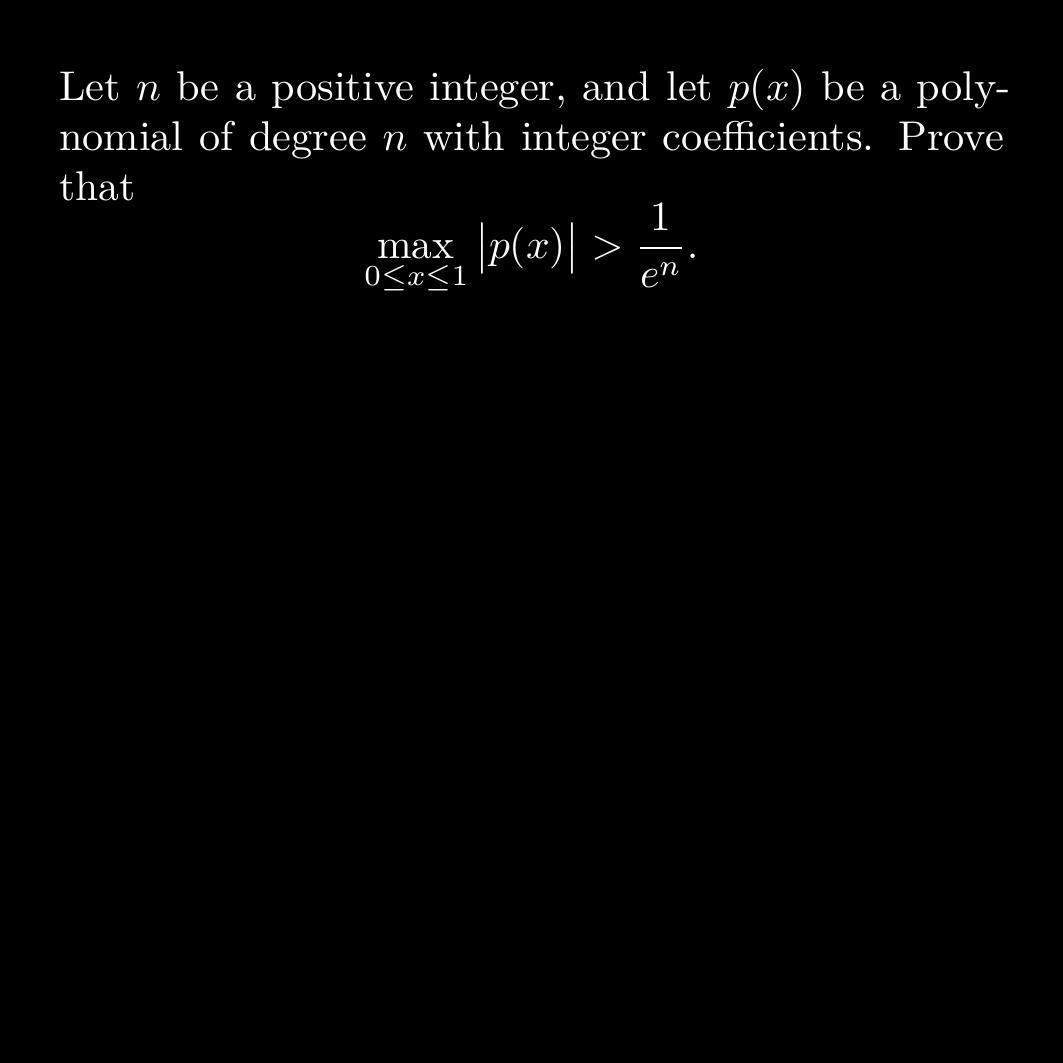 Let n be a positive integer, and let p(x) be a poly-
nomial of degree n with integer coefficients. Prove
that
max_{0≤x≤1} |p(x)| > 1/e^n.